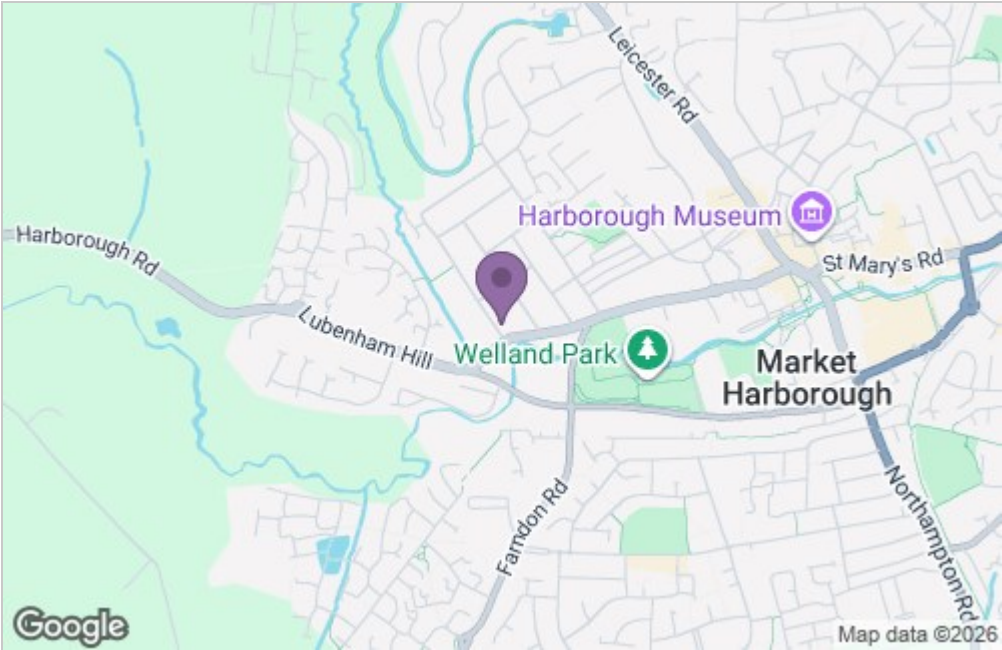 Leicester Rd
Harborough Museum
Harborough Rd
St Mary's Rd
Lubenham Hill
Welland Park
Market
Harborough
Farndon Rd
Northampton Rd
Google
Map data ©2026